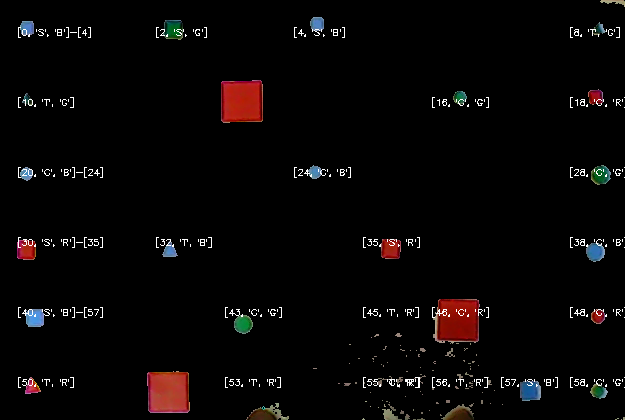 [0, 'S', 'B']-[4] [2, 'S', 'G'] [4, 'S', 'B'] [8, 'T', 'G']
[10, 'T', 'G'] [16, 'C', 'G'] [18, 'C', 'R'
[20, 'C', 'B']-[24] [24, 'C', 'B'] [28, 'C', 'G'
[30, 'S', 'R']-[35] [32, 'T', 'B'] [35, 'S', 'R'] [38, 'C', 'B'
[40, 'S', 'B']-[57] [43, 'C', 'G'] [45, 'T', 'R'] [46, 'C', 'R'] [48, 'C', 'R'
[50, 'T', 'R'] [53, 'T', 'R'] [55, 'R'] [56, 'T', 'R'] [57, 'S', 'B'] [58, 'C', 'G'